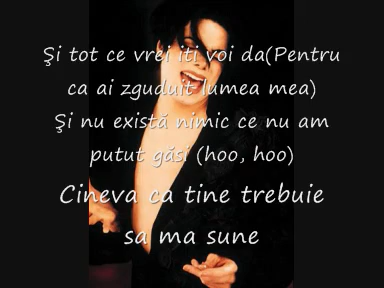 Şi tot ce vrei iti voi da(Pentru
ca ai zguduit lumea mea)
Şi nu există nimic ce nu am
putut găsi (hoo, hoo)
Cineva ca tine trebuie
sa ma sune